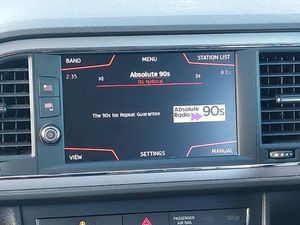 BAND MENU STATION LIST
2:35 Absolute 90s 8.0
SDL National
The 90s No Repeat Guarantee
Absolute
Radio 90s
VIEW SETTINGS MANUAL
PASSENGER
AIR BAG